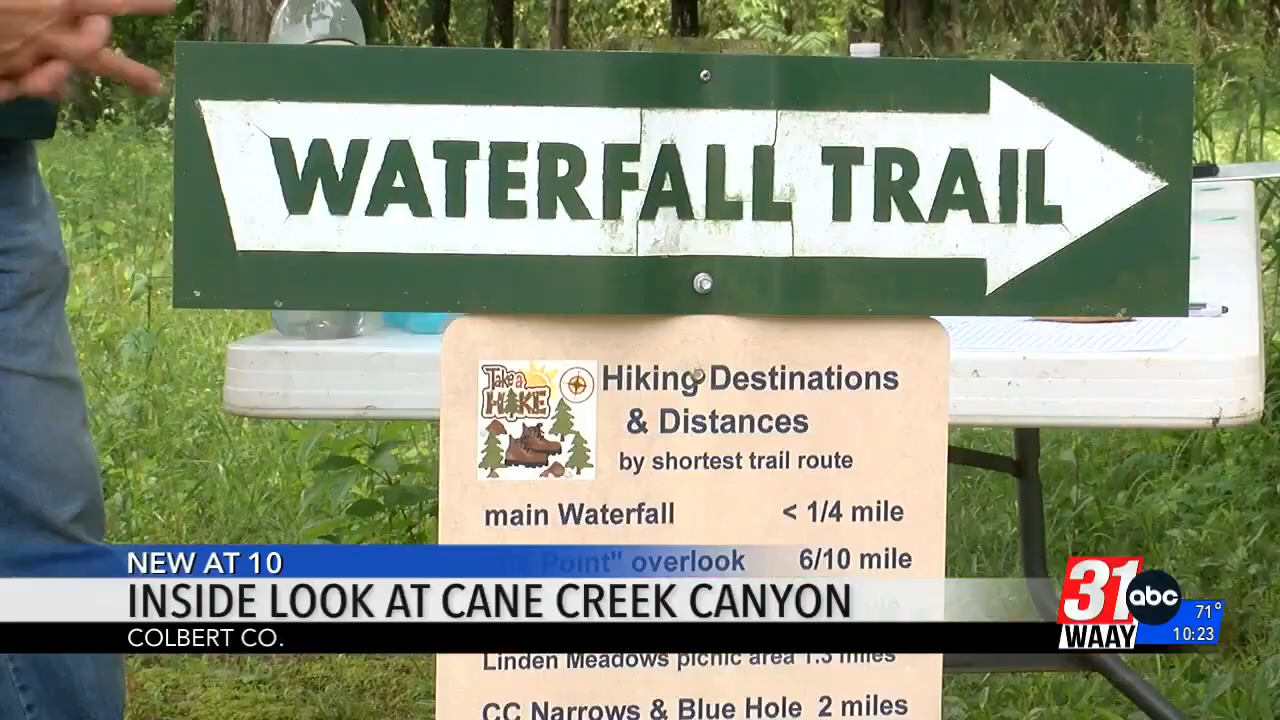 WATERFALL TRAIL
Take a HIKE
Hiking Destinations
& Distances
by shortest trail route
main Waterfall < 1/4 mile
Point" overlook 6/10 mile
NEW AT 10
INSIDE LOOK AT CANE CREEK CANYON
COLBERT CO.
31 abc
WAAY
71°
10:23
Linden Meadows picnic area 1.3 miles
CC Narrows & Blue Hole 2 miles